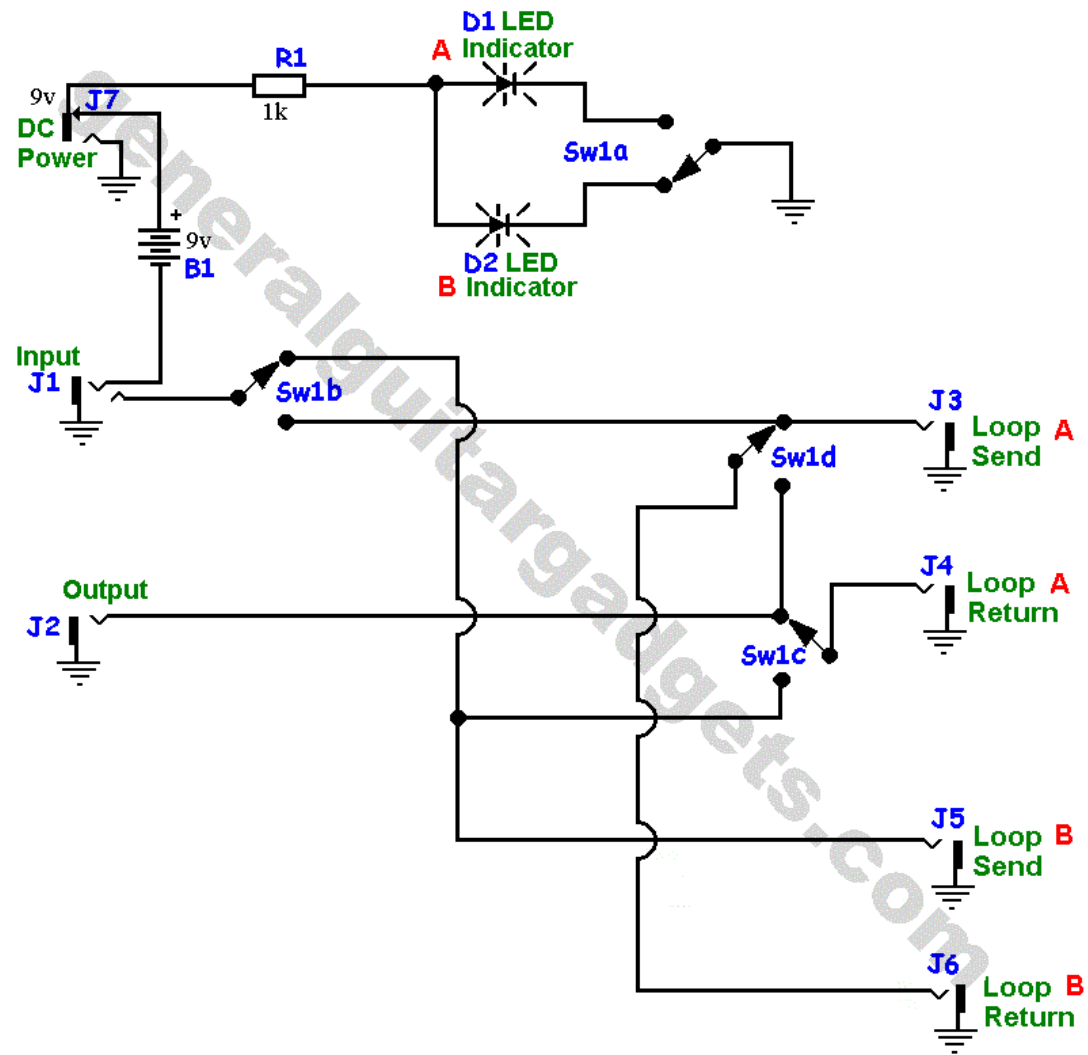 D1 LED
A Indicator
R1
1k
9v J7
DC
Power
Sw1a
9v
B1
D2 LED
B Indicator
Input
J1
Sw1b
J3
Loop A
Send
Sw1d
J4
Loop A
Return
Output
J2
Sw1c
J5
Loop B
Send
J6
Loop B
Return
generalguitargadgets.com